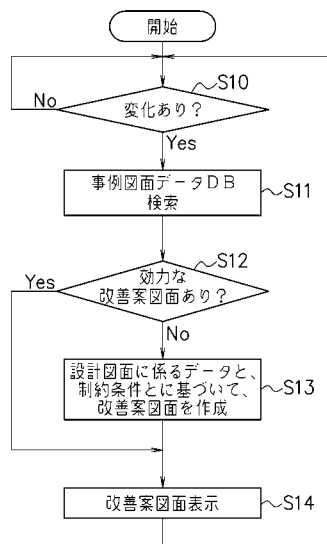 開始
S10
No
変化あり?
Yes
事例図面データDB
検索
S11
S12
Yes
効力な
改善案図面あり?
No
設計図面に係るデータと、
制約条件とに基づいて、
改善案図面を作成
S13
改善案図面表示
S14